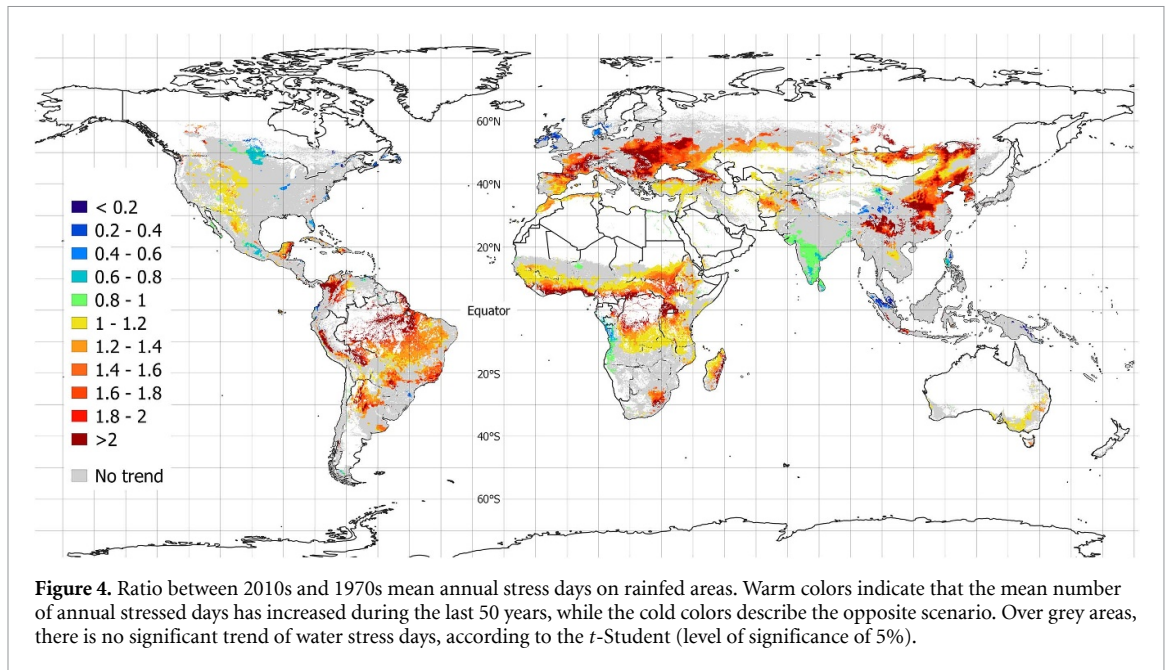 60°N
40°N
< 0.2
0.2 - 0.4
0.4 - 0.6
0.6 - 0.8
0.8 - 1
1 - 1.2
1.2 - 1.4
1.4 - 1.6
1.6 - 1.8
1.8 - 2
>2
No trend
20°N
Equator
20°S
40°S
60°S
Figure 4. Ratio between 2010s and 1970s mean annual stress days on rainfed areas. Warm colors indicate that the mean number
of annual stressed days has increased during the last 50 years, while the cold colors describe the opposite scenario. Over grey areas,
there is no significant trend of water stress days, according to the t-Student (level of significance of 5%).